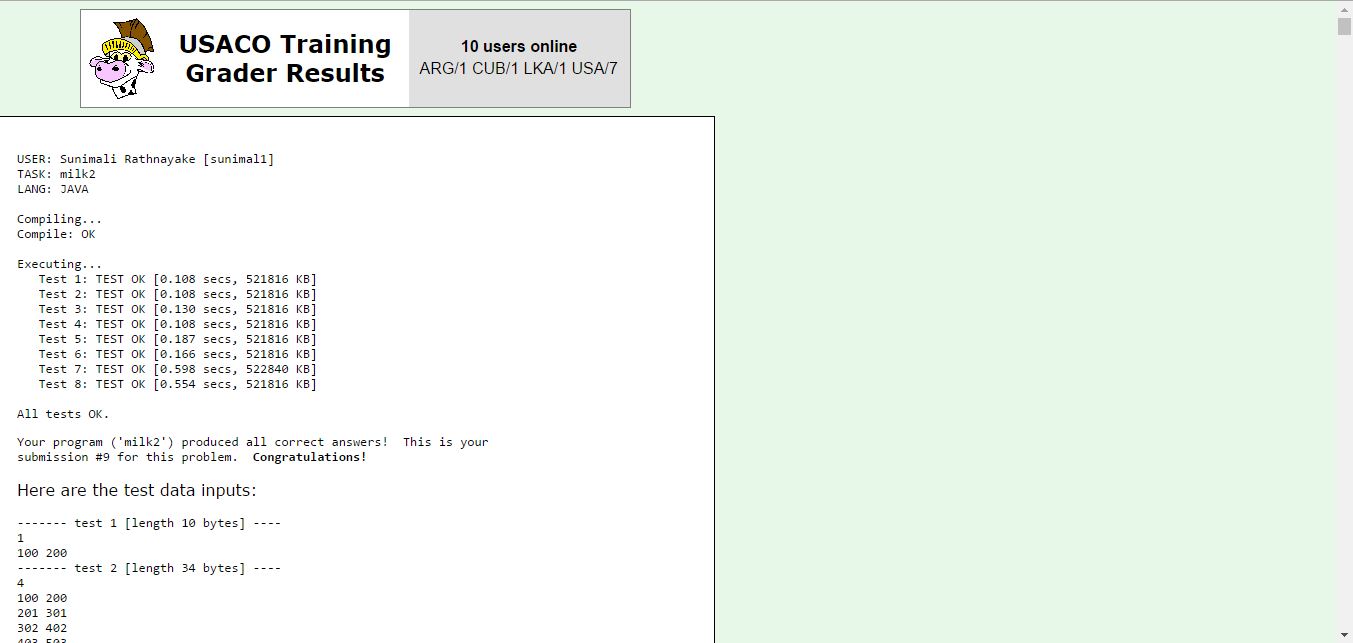 USACO Training
Grader Results
10 users online
ARG/1 CUB/1 LKA/1 USA/7
USER: Sunimali Rathnayake [sunimal1]
TASK: milk2
LANG: JAVA
Compiling...
Compile: OK
Executing...
Test 1: TEST OK [0.108 secs, 521816 KB]
Test 2: TEST OK [0.108 secs, 521816 KB]
Test 3: TEST OK [0.130 secs, 521816 KB]
Test 4: TEST OK [0.108 secs, 521816 KB]
Test 5: TEST OK [0.187 secs, 521816 KB]
Test 6: TEST OK [0.166 secs, 521816 KB]
Test 7: TEST OK [0.598 secs, 522840 KB]
Test 8: TEST OK [0.554 secs, 521816 KB]
All tests OK.
Your program ('milk2') produced all correct answers!  This is your
submission #9 for this problem.  Congratulations!
Here are the test data inputs:
------- test 1 [length 10 bytes] ----
1
100 200
------- test 2 [length 34 bytes] ----
4
100 200
201 301
302 402
403 503